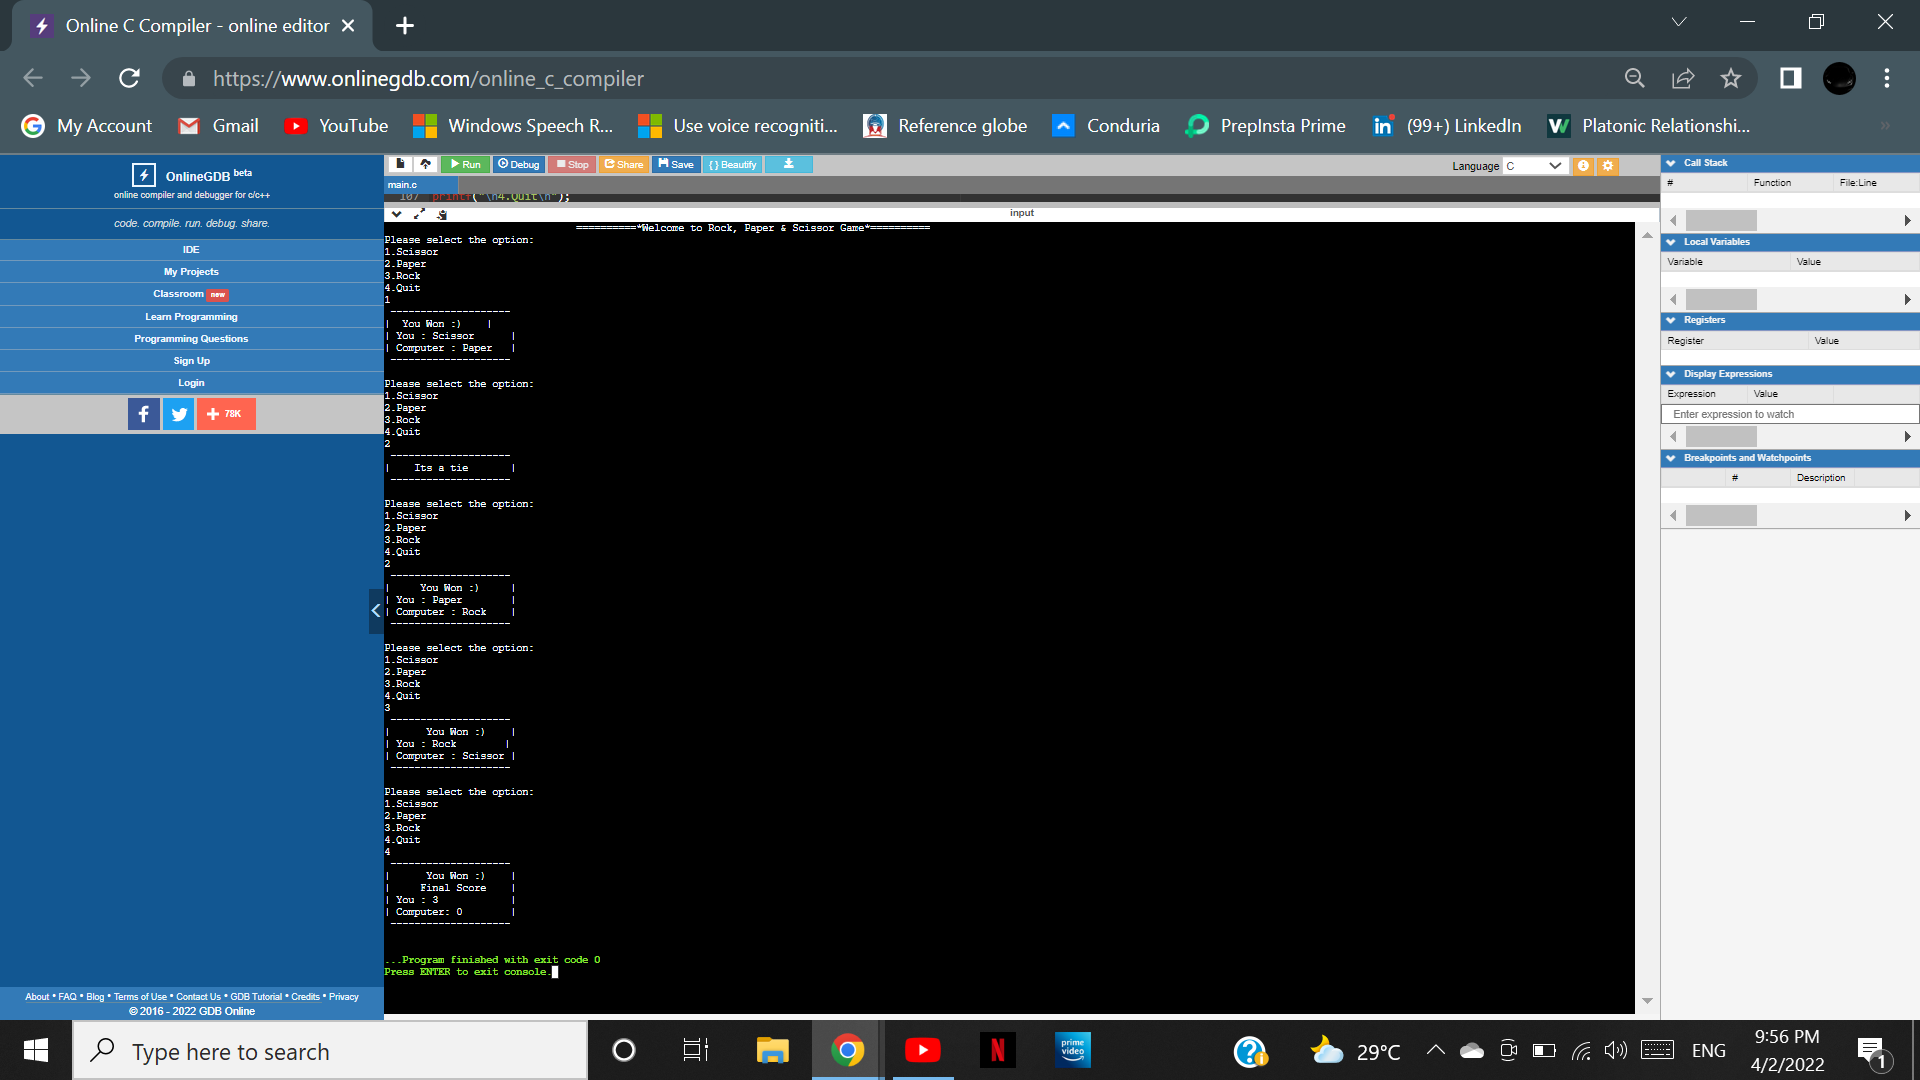 Online C Compiler - online editor
https://www.onlinegdb.com/online_c_compiler
My Account Gmail YouTube Windows Speech R... Use voice recogniti... Reference globe Conduria PrepInsta Prime (99+) LinkedIn Platonic Relationshi...
OnlineGDB beta
online compiler and debugger for c/c++
code. compile. run. debug. share.
IDE
My Projects
Classroom new
Learn Programming
Programming Questions
Sign Up
Login
78K
About • FAQ • Blog • Terms of Use • Contact Us • GDB Tutorial • Credits • Privacy
© 2016 - 2022 GDB Online
Run Debug Stop Share Save {} Beautify
Language C
main.c
107 printf("\n4.Quit\n");
input
==========*Welcome to Rock, Paper & Scissor Game*==========
Please select the option:
1.Scissor
2.Paper
3.Rock
4.Quit
1
---------------------
| You Won :) |
| You : Scissor |
| Computer : Paper |
---------------------
Please select the option:
1.Scissor
2.Paper
3.Rock
4.Quit
2
---------------------
| Its a tie |
---------------------
Please select the option:
1.Scissor
2.Paper
3.Rock
4.Quit
2
---------------------
| You Won :) |
| You : Paper |
| Computer : Rock |
---------------------
Please select the option:
1.Scissor
2.Paper
3.Rock
4.Quit
3
---------------------
| You Won :) |
| You : Rock |
| Computer : Scissor |
---------------------
Please select the option:
1.Scissor
2.Paper
3.Rock
4.Quit
4
---------------------
| You Won :) |
| Final Score |
| You : 3 |
| Computer: 0 |
---------------------
...Program finished with exit code 0
Press ENTER to exit console.
Call Stack
# Function File:Line
Local Variables
Variable Value
Registers
Register Value
Display Expressions
Expression Value
Enter expression to watch
Breakpoints and Watchpoints
# Description
Type here to search
prime video
29°C
ENG
9:56 PM
4/2/2022
1